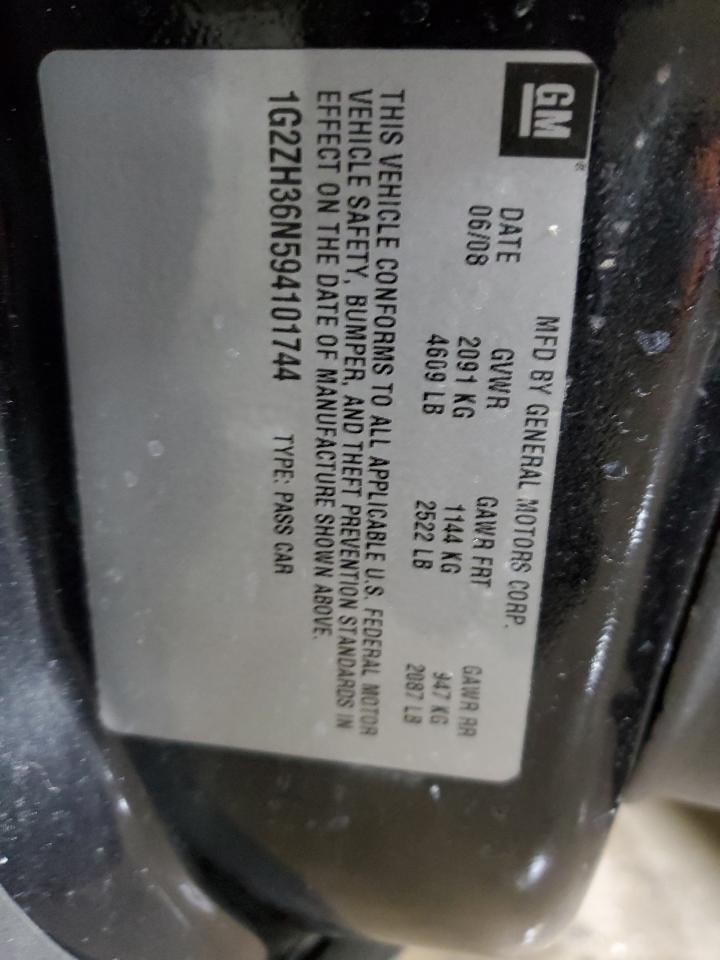 GM®
MFD BY GENERAL MOTORS CORP.
DATE GVWR GAWR FRT GAWR RR
06/08 2091 KG 1144 KG 947 KG
4609 LB 2522 LB 2087 LB
THIS VEHICLE CONFORMS TO ALL APPLICABLE U.S. FEDERAL MOTOR
VEHICLE SAFETY, BUMPER, AND THEFT PREVENTION STANDARDS IN
EFFECT ON THE DATE OF MANUFACTURE SHOWN ABOVE.
1G2ZH36N594101744 TYPE: PASS CAR